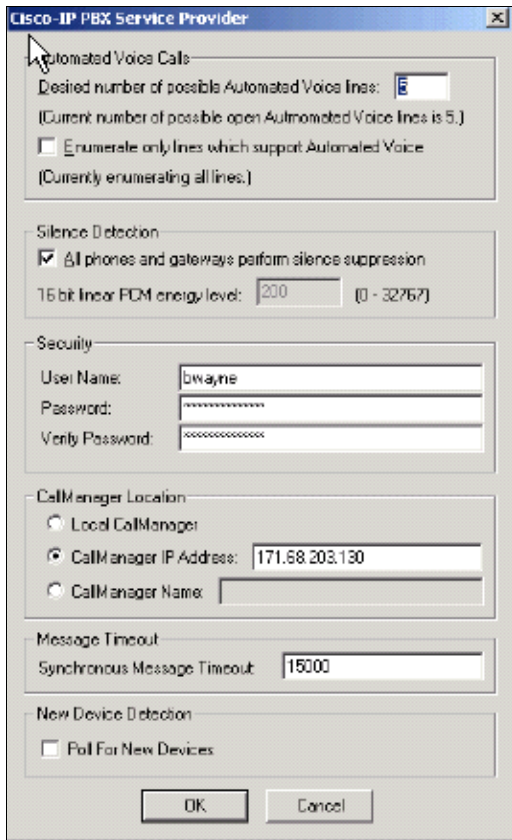 Cisco-IP PBX Service Provider
Automated Voice Calls
Desired number of possible Automated Voice lines: 5
(Current number of possible open Autmomated Voice lines is 5.)
Enumerate only lines which support Automated Voice
(Currently enumerating all lines.)
Silence Detection
All phones and gateways perform silence suppression
16 bit linear PCM energy level: 200 (0 - 32767)
Security
User Name: bwayne
Password: **************
Verify Password: **************
CallManager Location
Local CallManager
CallManager IP Address: 171.68.203.130
CallManager Name:
Message Timeout
Synchronous Message Timeout 15000
New Device Detection
Poll For New Devices
OK Cancel